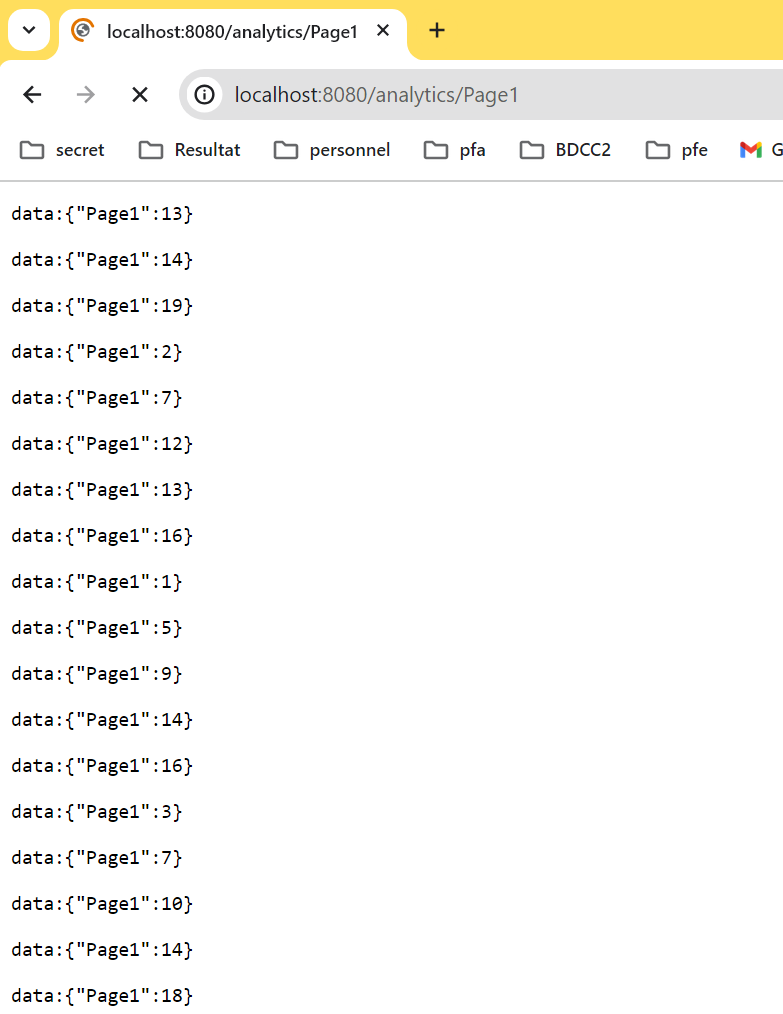 localhost:8080/analytics/Page1
localhost:8080/analytics/Page1
secret Resultat personnel pfa BDCC2 pfe G
data:{"Page1":13}
data:{"Page1":14}
data:{"Page1":19}
data:{"Page1":2}
data:{"Page1":7}
data:{"Page1":12}
data:{"Page1":13}
data:{"Page1":16}
data:{"Page1":1}
data:{"Page1":5}
data:{"Page1":9}
data:{"Page1":14}
data:{"Page1":16}
data:{"Page1":3}
data:{"Page1":7}
data:{"Page1":10}
data:{"Page1":14}
data:{"Page1":18}